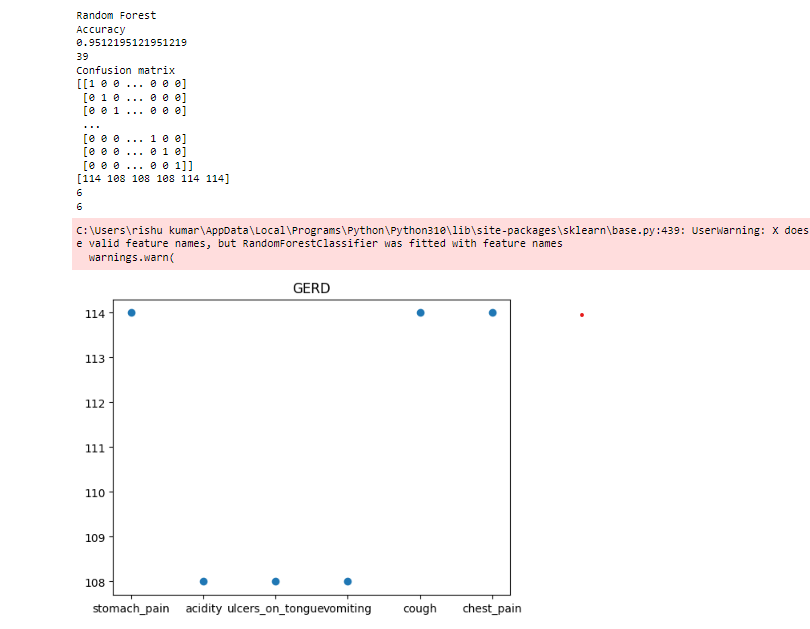 Random Forest
Accuracy
0.9512195121951219
39
Confusion matrix
[[1 0 0 ... 0 0 0]
[0 1 0 ... 0 0 0]
[0 0 1 ... 0 0 0]
...
[0 0 0 ... 1 0 0]
[0 0 0 ... 0 1 0]
[0 0 0 ... 0 0 1]]
[114 108 108 108 114 114]
6
6
C:\Users\rishu kumar\AppData\Local\Programs\Python\Python310\lib\site-packages\sklearn\base.py:439: UserWarning: X does
e valid feature names, but RandomForestClassifier was fitted with feature names
warnings.warn(
GERD
114
113
112
111
110
109
108
stomach_pain acidity ulcers_on_tongue vomiting cough chest_pain